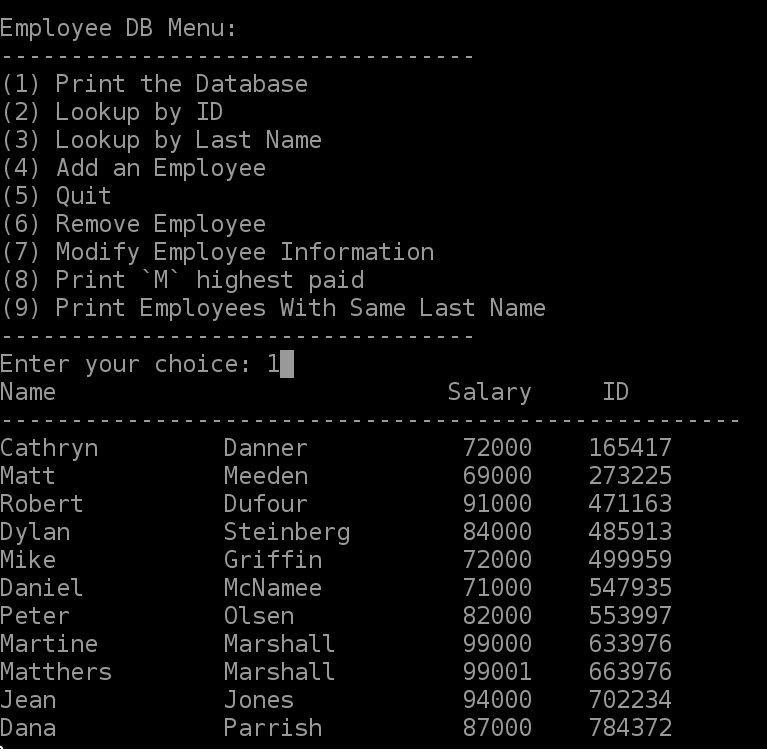 Employee DB Menu:
----------------------------------
(1) Print the Database
(2) Lookup by ID
(3) Lookup by Last Name
(4) Add an Employee
(5) Quit
(6) Remove Employee
(7) Modify Employee Information
(8) Print `M` highest paid
(9) Print Employees With Same Last Name
----------------------------------
Enter your choice: 1
Name                            Salary     ID
-----------------------------------------------------
Cathryn         Danner           72000    165417
Matt            Meeden           69000    273225
Robert          Dufour           91000    471163
Dylan           Steinberg        84000    485913
Mike            Griffin          72000    499959
Daniel          McNamee          71000    547935
Peter           Olsen            82000    553997
Martine         Marshall         99000    633976
Matthers        Marshall         99001    663976
Jean            Jones            94000    702234
Dana            Parrish          87000    784372